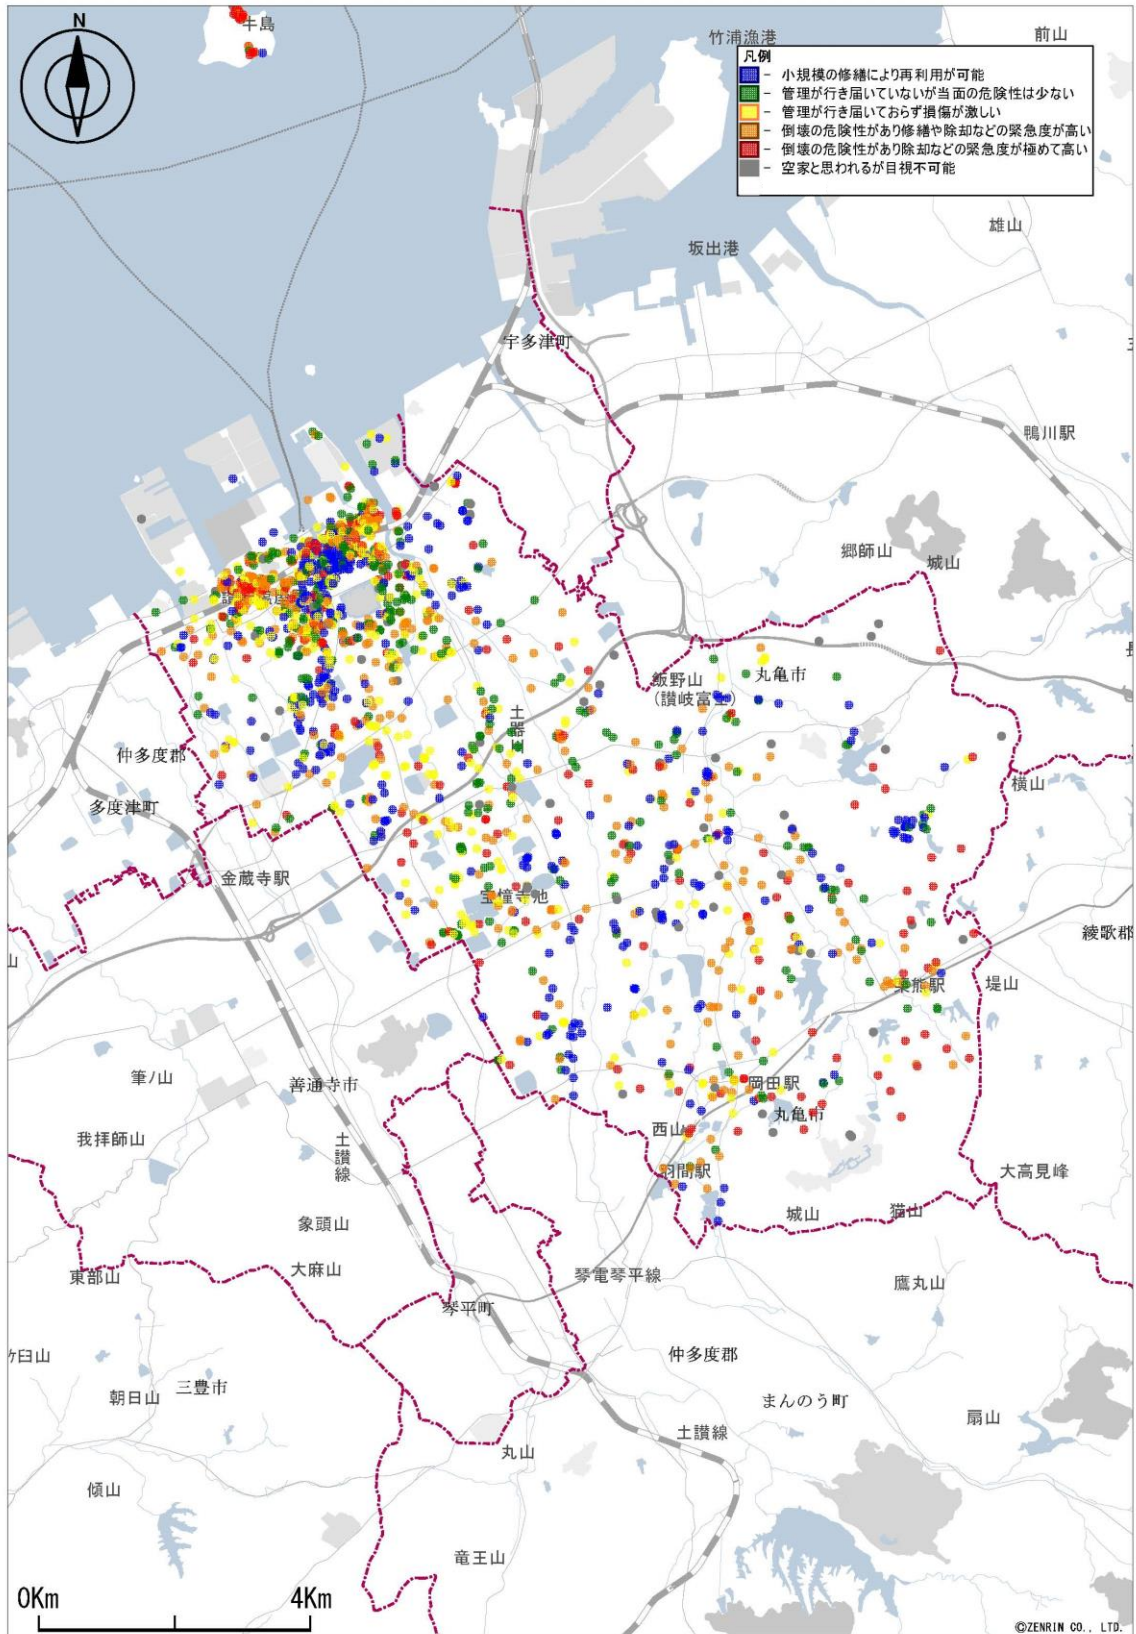 N
牛島
竹浦漁港
前山
凡例
- 小規模の修繕により再利用が可能
- 管理が行き届いていないが当面の危険性は少ない
- 管理が行き届いておらず損傷が激しい
- 倒壊の危険性があり修繕や除却などの緊急度が高い
- 倒壊の危険性があり除却などの緊急度が極めて高い
- 空家と思われるが目視不可能
雄山
坂出港
宇多津町
鴨川駅
郷師山
城山
飯野山
(讃岐富士)
丸亀市
土器
仲多度郡
多度津町
横山
金蔵寺駅
宝幢寺池
綾歌郡
山
栗熊駅
堤山
筆ノ山
善通寺市
岡田駅
丸亀市
我拝師山
土讃線
西山
羽間駅
大高見峰
象頭山
城山
猫山
東部山
大麻山
琴電琴平線
鷹丸山
琴平町
竹臼山
仲多度郡
朝日山
三豊市
まんのう町
扇山
丸山
土讃線
傾山
竜王山
0Km
4Km
©ZENRIN CO., LTD.